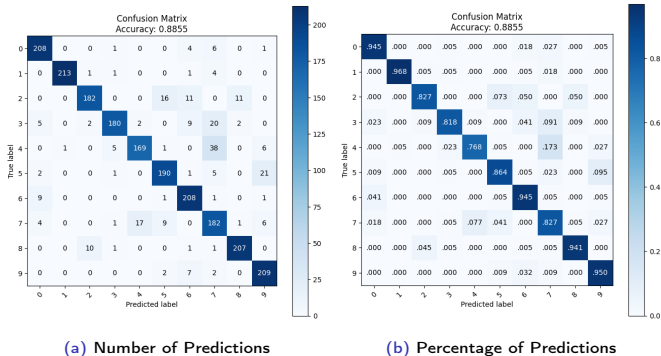 Confusion Matrix
Accuracy: 0.8855
True label
0 208 0 0 1 0 0 4 6 0 1
1 0 213 1 1 0 0 1 4 0 0
2 0 0 182 0 0 16 11 0 11 0
3 5 0 2 180 2 0 9 20 2 0
4 0 1 0 5 169 1 0 38 0 6
5 2 0 0 1 0 190 1 5 0 21
6 9 0 0 1 0 0 208 1 1 0
7 4 0 0 1 17 9 0 182 1 6
8 0 0 10 1 0 0 1 1 207 0
9 0 0 0 0 0 2 7 2 0 209
0 1 2 3 4 5 6 7 8 9
Predicted label
200
175
150
125
100
75
50
25
0
(a) Number of Predictions
Confusion Matrix
Accuracy: 0.8855
True label
0 .945 .000 .000 .005 .000 .000 .018 .027 .000 .005
1 .000 .968 .005 .005 .000 .000 .005 .018 .000 .000
2 .000 .000 .827 .000 .000 .073 .050 .000 .050 .000
3 .023 .000 .009 .818 .009 .000 .041 .091 .009 .000
4 .000 .005 .000 .023 .768 .005 .000 .173 .000 .027
5 .009 .000 .000 .005 .000 .864 .005 .023 .000 .095
6 .041 .000 .000 .005 .000 .000 .945 .005 .005 .000
7 .018 .000 .000 .005 .077 .041 .000 .827 .005 .027
8 .000 .000 .045 .005 .000 .000 .005 .005 .941 .000
9 .000 .000 .000 .000 .000 .009 .032 .009 .000 .950
0 1 2 3 4 5 6 7 8 9
Predicted label
0.8
0.6
0.4
0.2
0.0
(b) Percentage of Predictions